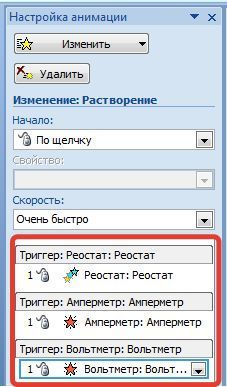 Настройка анимации
Изменить
Удалить
Изменение: Растворение
Начало:
По щелчку
Свойство:
Скорость:
Очень быстро
Триггер: Реостат: Реостат
1 Реостат: Реостат
Триггер: Амперметр: Амперметр
1 Амперметр: Амперметр
Триггер: Вольтметр: Вольтметр
1 Вольтметр: Вольт...